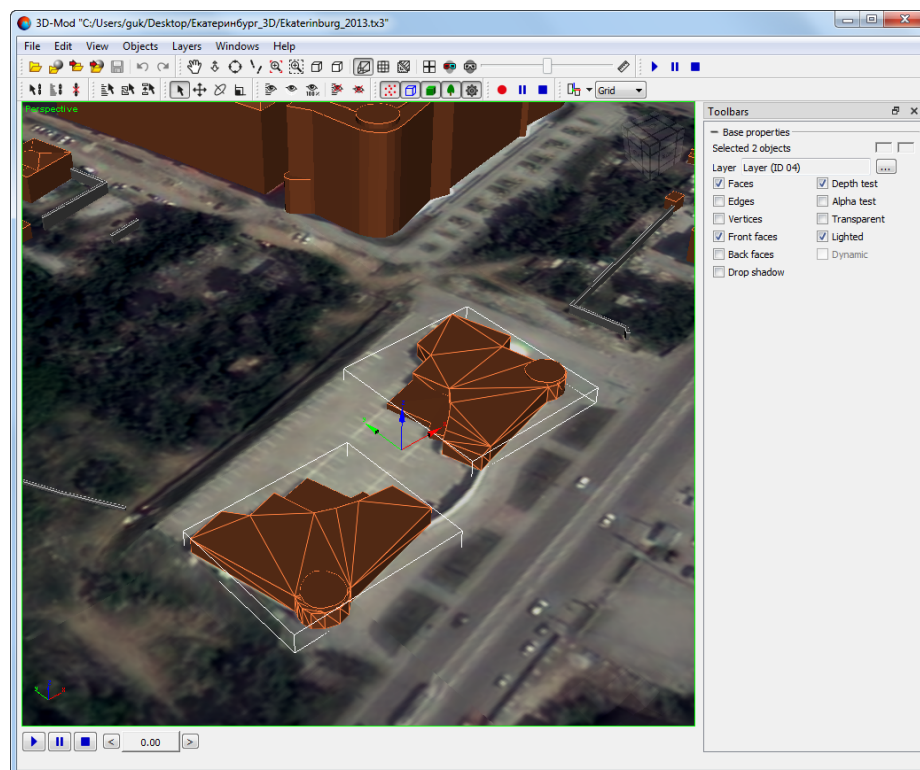 3D-Mod "C:/Users/guk/Desktop/Екатеринбург_3D/Ekaterinburg_2013.tx3"
File Edit View Objects Layers Windows Help
100%
Grid
Perspective
Toolbars
Base properties
Selected 2 objects
Layer Layer (ID 04) ...
Faces Depth test
Edges Alpha test
Vertices Transparent
Front faces Lighted
Back faces Dynamic
Drop shadow
< 0.00 >